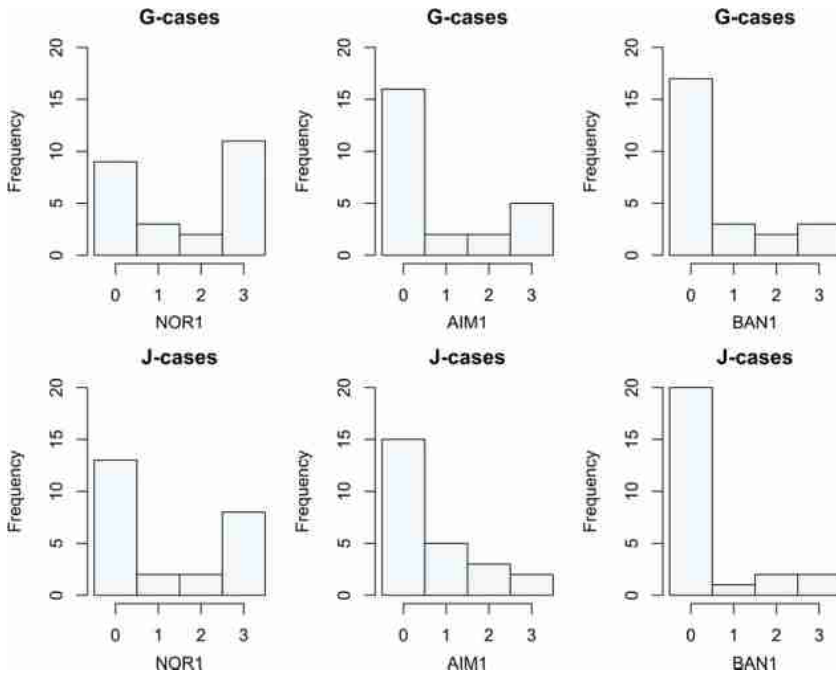 G-cases G-cases G-cases
Frequency Frequency Frequency
20 20 20
15 15 15
10 10 10
5 5 5
0 0 0
0 1 2 3 0 1 2 3 0 1 2 3
NOR1 AIM1 BAN1
J-cases J-cases J-cases
Frequency Frequency Frequency
20 20 20
15 15 15
10 10 10
5 5 5
0 0 0
0 1 2 3 0 1 2 3 0 1 2 3
NOR1 AIM1 BAN1